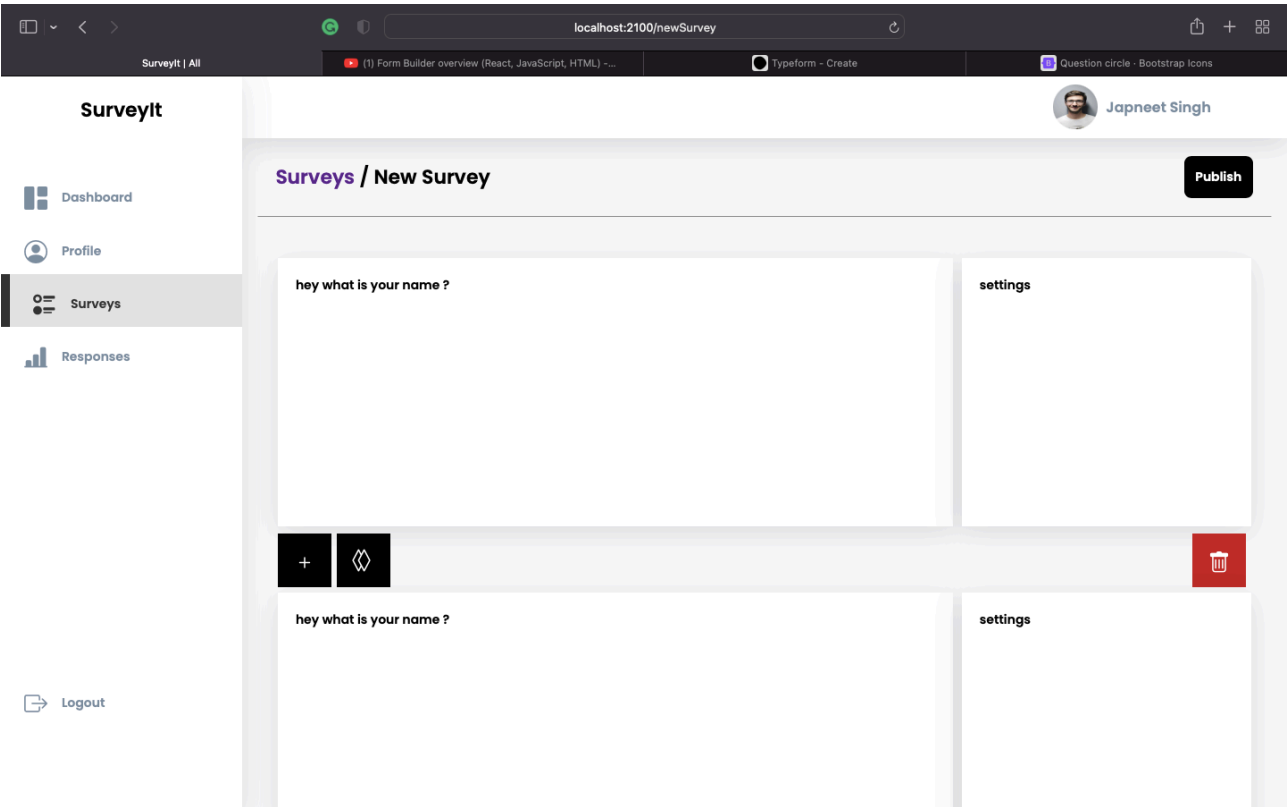 localhost:2100/newSurvey
SurveyIt | All
(1) Form Builder overview (React, JavaScript, HTML) -...
Typeform - Create
Question circle · Bootstrap Icons
SurveyIt
Japneet Singh
Surveys / New Survey
Publish
Dashboard
Profile
Surveys
Responses
Logout
hey what is your name ?
settings
+
hey what is your name ?
settings